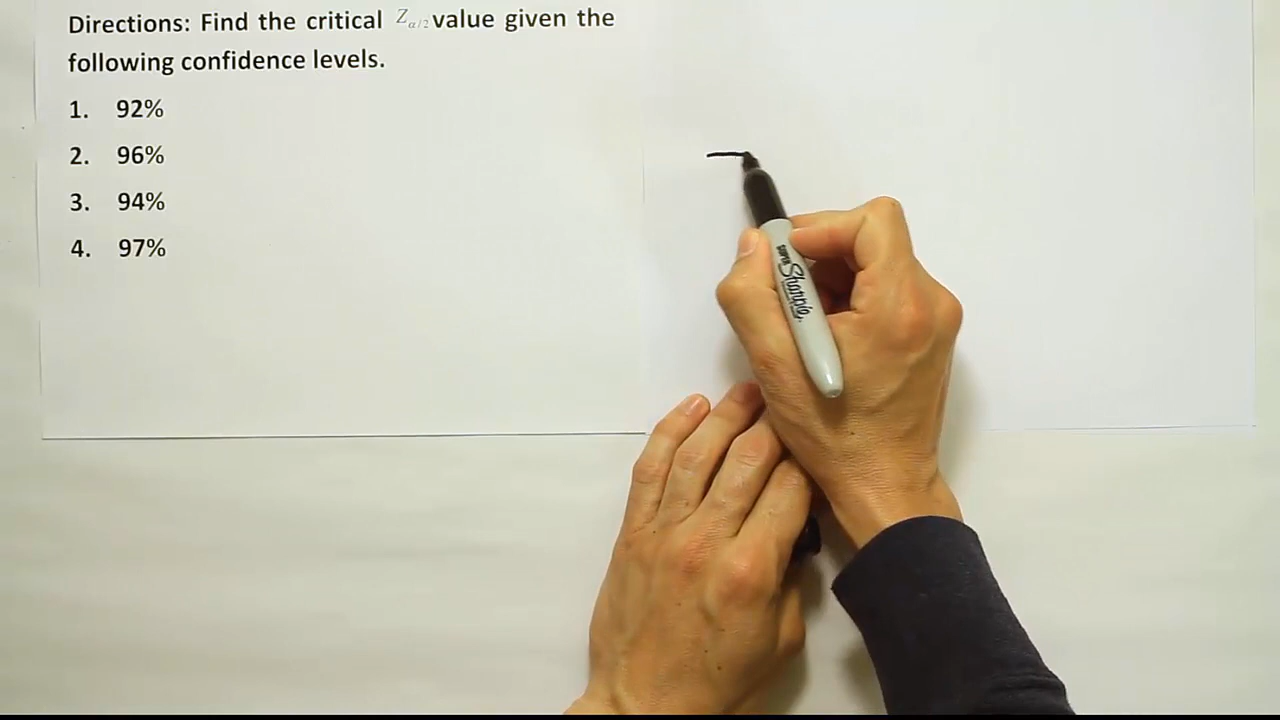 Directions: Find the critical Zα/2 value given the
following confidence levels.
1. 92%
2. 96%
3. 94%
4. 97%
Sharpie